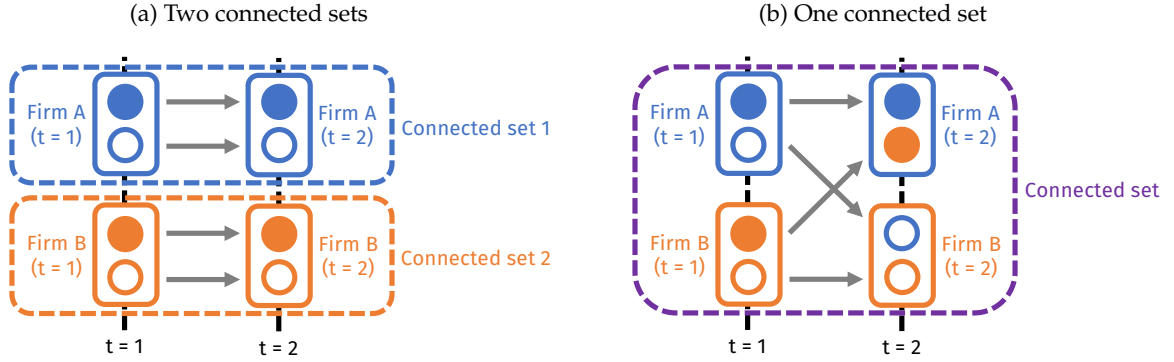 (a) Two connected sets
Firm A
(t = 1)
Firm A
(t = 2)
Connected set 1
Firm B
(t = 1)
Firm B
(t = 2)
Connected set 2
t = 1
t = 2
(b) One connected set
Firm A
(t = 1)
Firm A
(t = 2)
Connected set
Firm B
(t = 1)
Firm B
(t = 2)
t = 1
t = 2